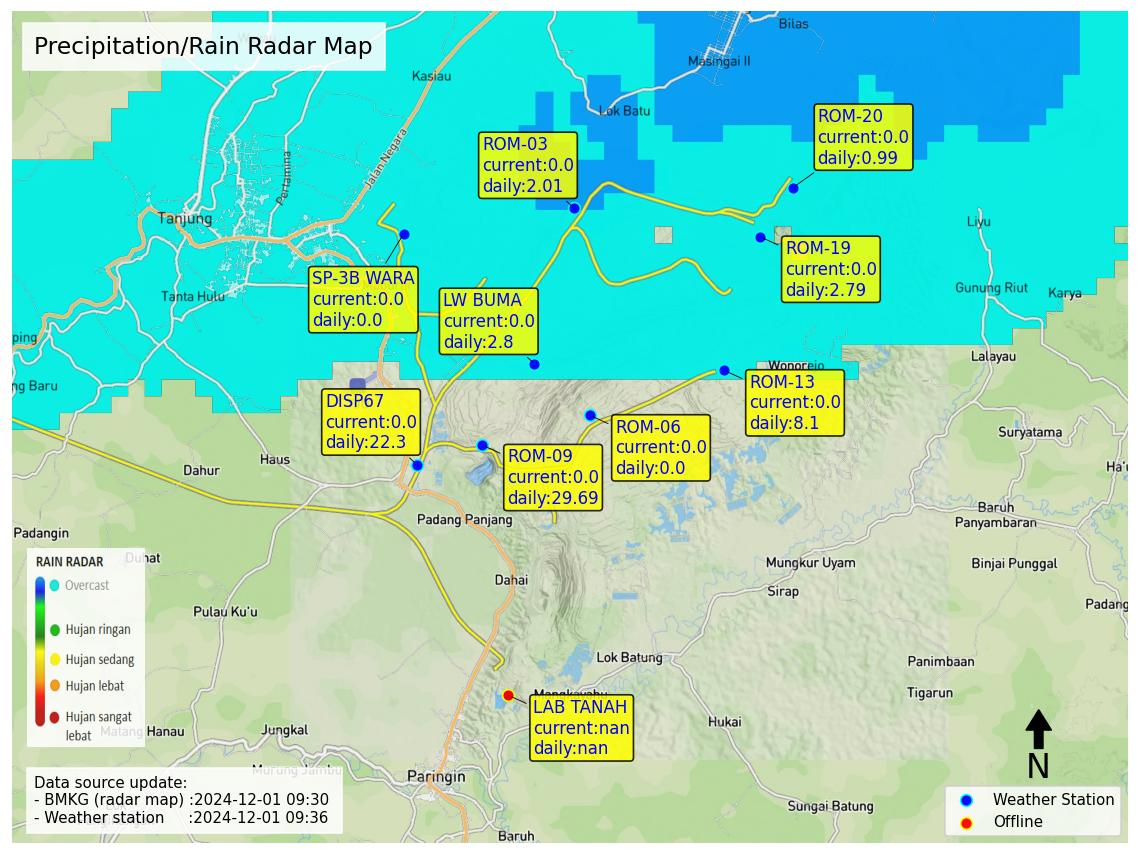 Precipitation/Rain Radar Map
Bilas
Masingai II
Kasiau
Lok Batu
ROM-20
current:0.0
daily:0.99
ROM-03
current:0.0
daily:2.01
Jalan Negara
Pertamina
Tanjung
Liyu
ROM-19
current:0.0
daily:2.79
SP-3B WARA
current:0.0
daily:0.0
Tanta Hulu
LW BUMA
current:0.0
daily:2.8
Gunung Riut
Karya
ping
Lalayau
Wonorejo
ng Baru
ROM-13
current:0.0
daily:8.1
DISP67
current:0.0
daily:22.3
ROM-06
current:0.0
daily:0.0
Suryatama
ROM-09
current:0.0
daily:29.69
Haus
Dahur
Ha'u
Padang Panjang
Baruh
Panyambaran
Padangin
Duhat
Mungkur Uyam
Binjai Punggal
RAIN RADAR
Overcast
Hujan ringan
Hujan sedang
Hujan lebat
Hujan sangat
lebat
Dahai
Sirap
Pulau Ku'u
Padang
Lok Batung
Panimbaan
Tigarun
Mangkayahu
LAB TANAH
current:nan
daily:nan
Hukai
Matang Hanau
Jungkal
Murung Jambu
Paringin
Sungai Batung
Baruh
Data source update:
- BMKG (radar map) :2024-12-01 09:30
- Weather station :2024-12-01 09:36
N
Weather Station
Offline